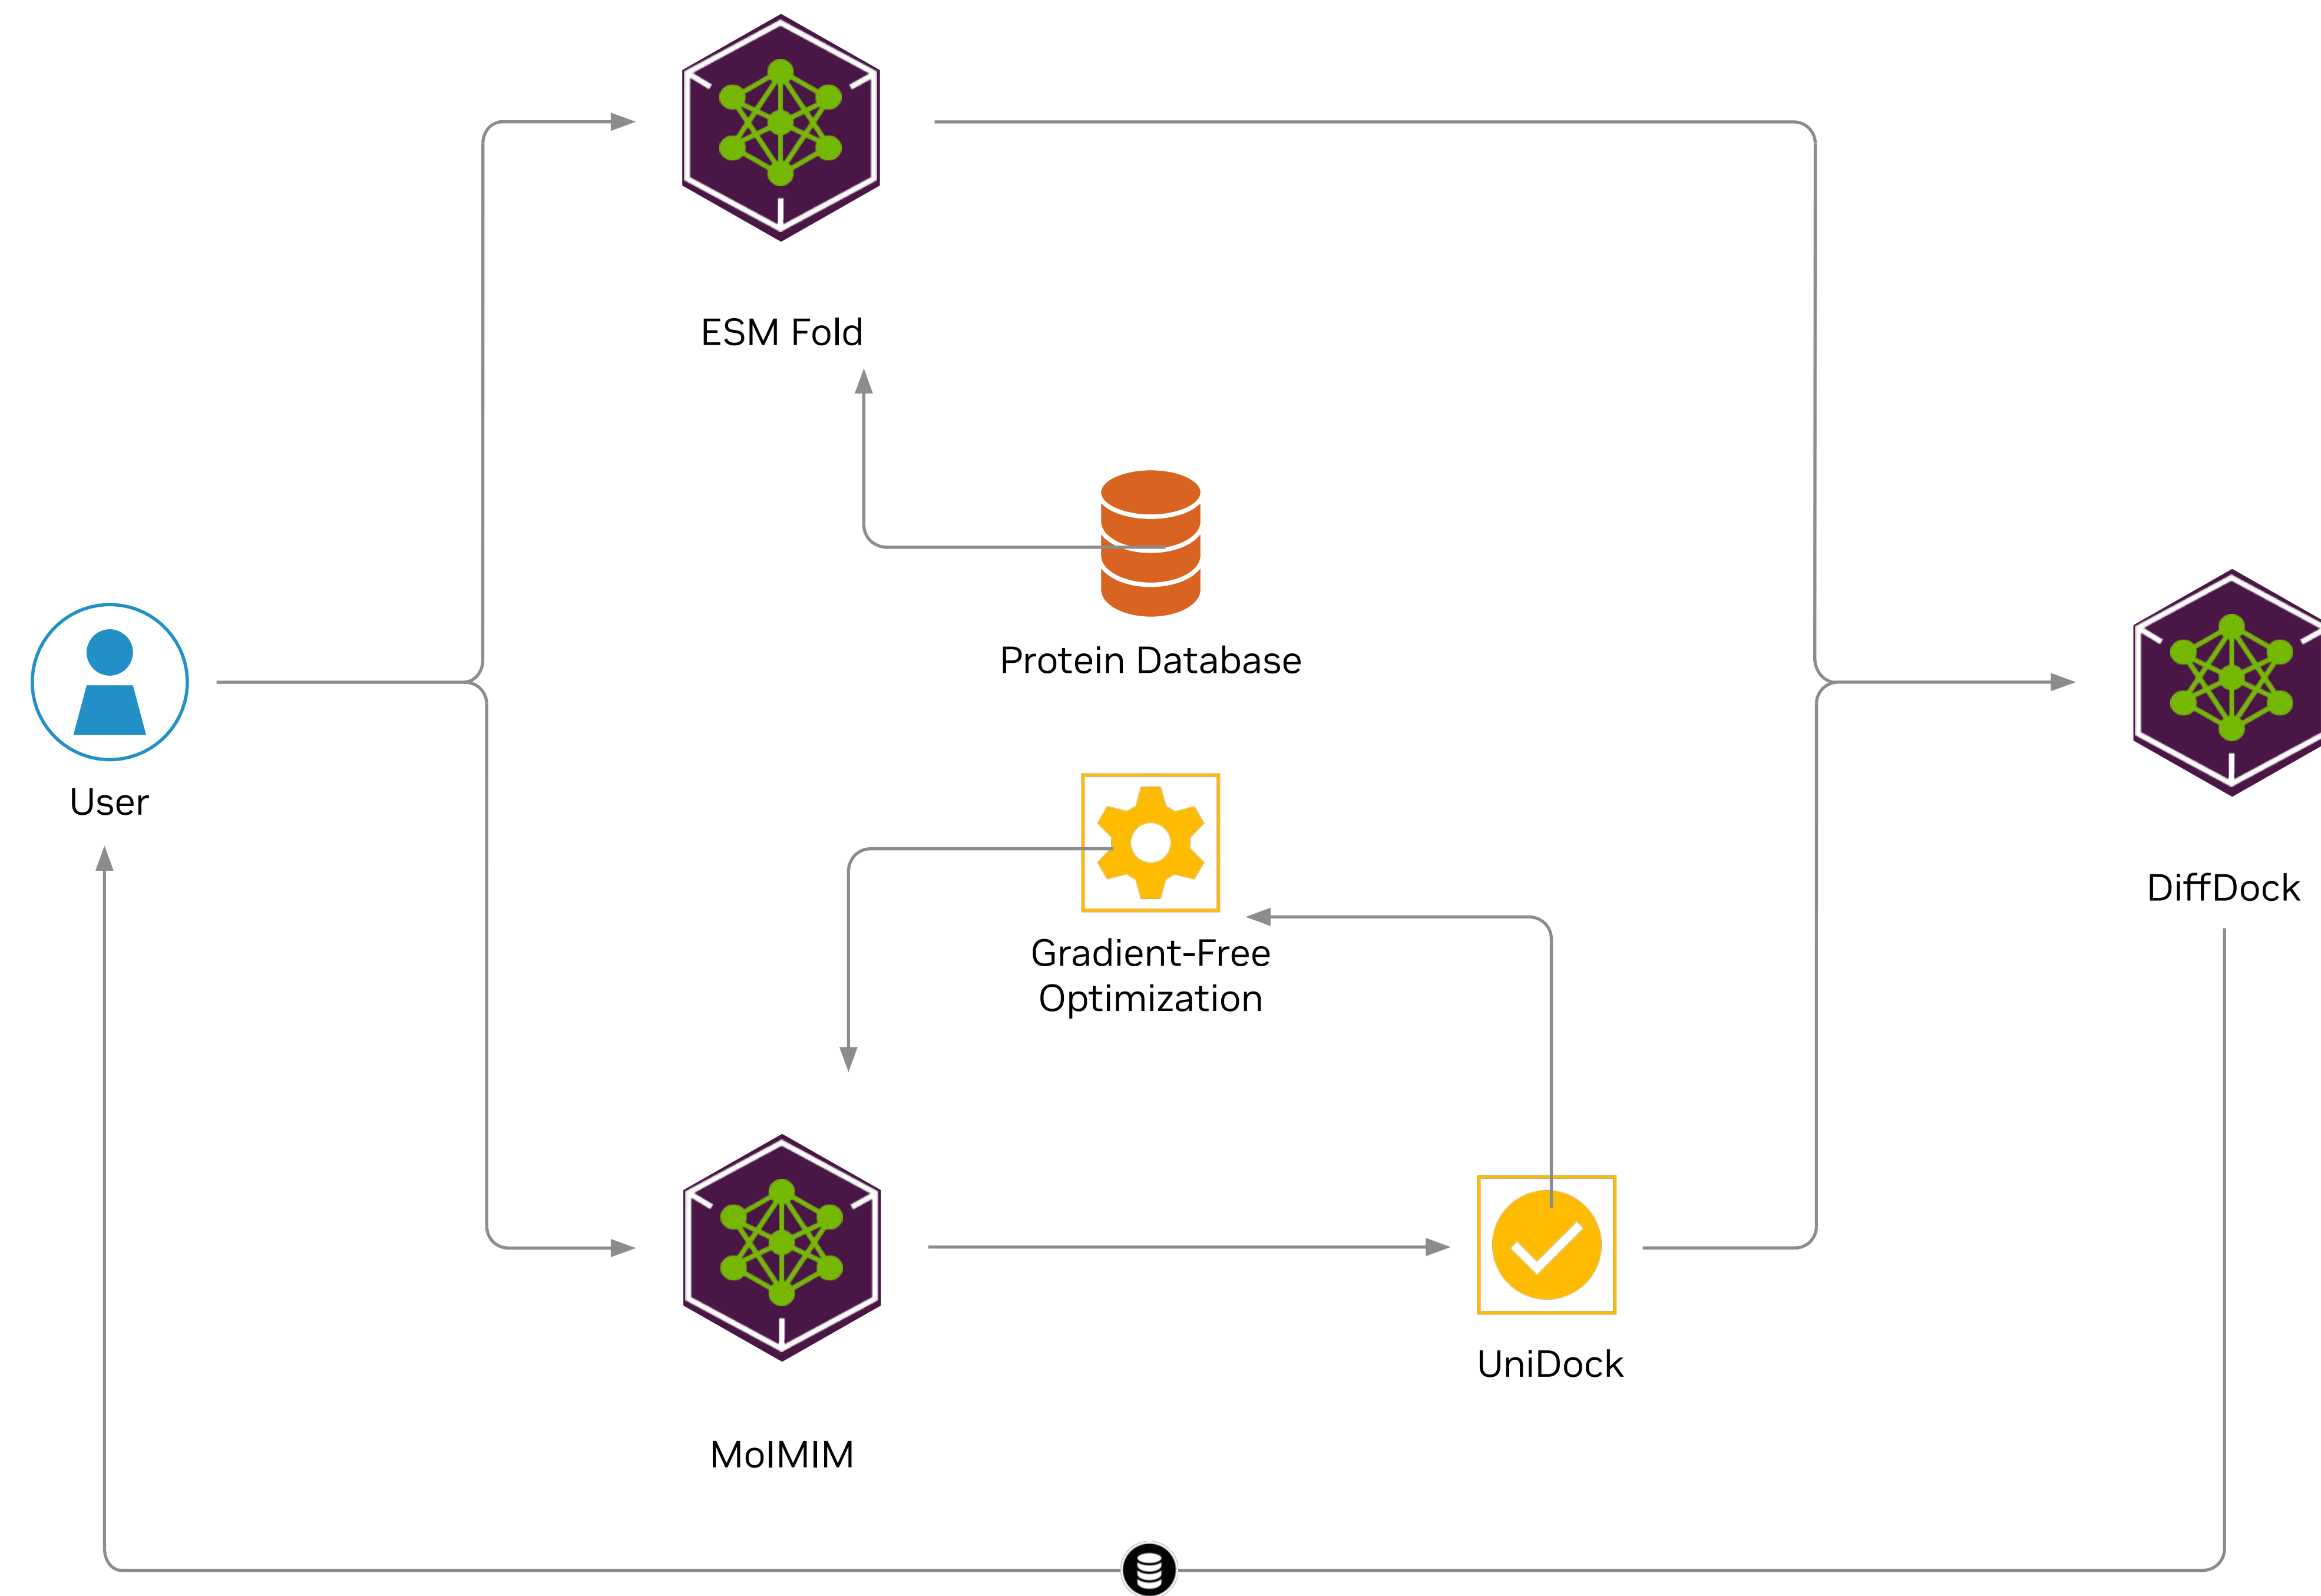 ESM Fold
Protein Database
User
DiffDock
Gradient-Free
Optimization
UniDock
MolMIM